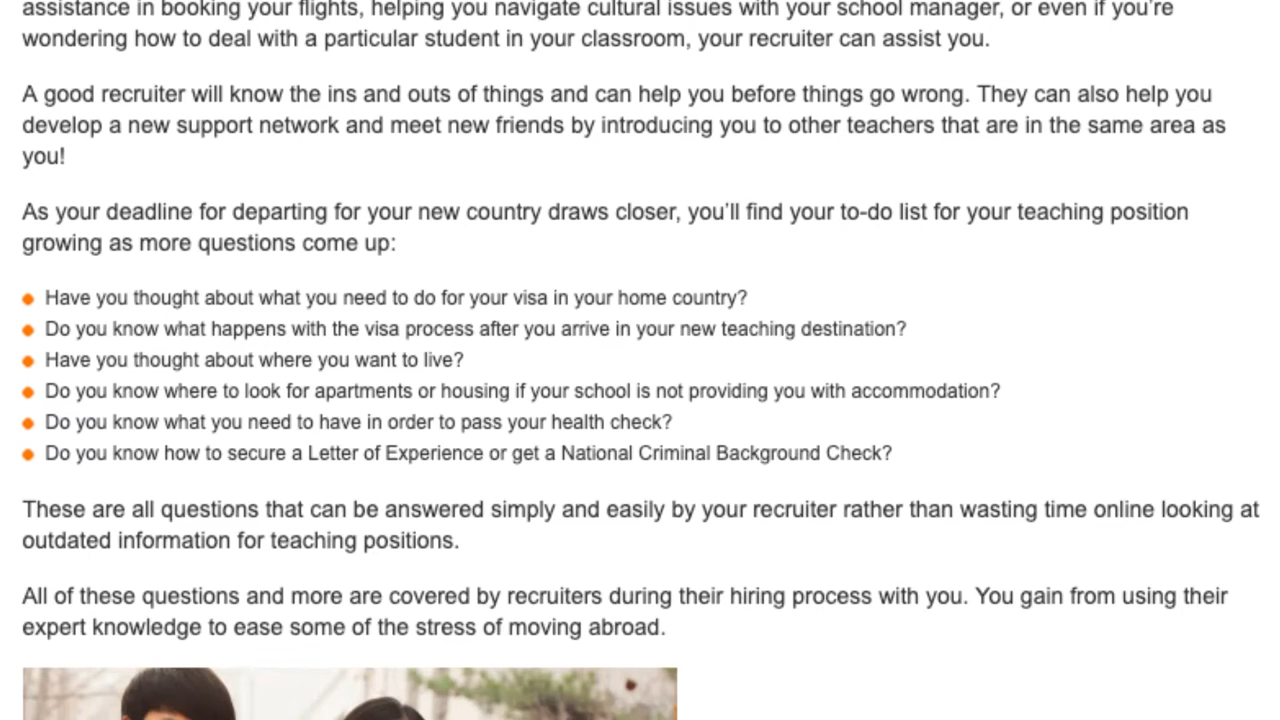 assistance in booking your flights, helping you navigate cultural issues with your school manager, or even if you're
wondering how to deal with a particular student in your classroom, your recruiter can assist you.
A good recruiter will know the ins and outs of things and can help you before things go wrong. They can also help you
develop a new support network and meet new friends by introducing you to other teachers that are in the same area as
you!
As your deadline for departing for your new country draws closer, you'll find your to-do list for your teaching position
growing as more questions come up:
Have you thought about what you need to do for your visa in your home country?
Do you know what happens with the visa process after you arrive in your new teaching destination?
Have you thought about where you want to live?
Do you know where to look for apartments or housing if your school is not providing you with accommodation?
Do you know what you need to have in order to pass your health check?
Do you know how to secure a Letter of Experience or get a National Criminal Background Check?
These are all questions that can be answered simply and easily by your recruiter rather than wasting time online looking at
outdated information for teaching positions.
All of these questions and more are covered by recruiters during their hiring process with you. You gain from using their
expert knowledge to ease some of the stress of moving abroad.